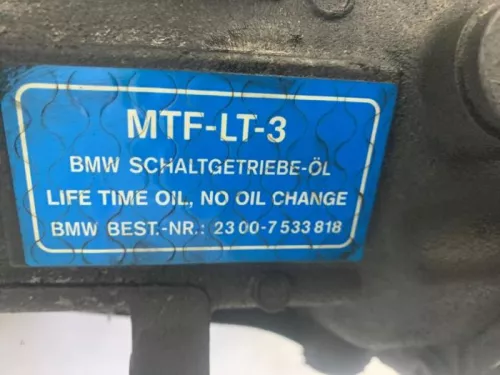 MTF-LT-3
BMW SCHALTGETRIEBE-ÖL
LIFE TIME OIL, NO OIL CHANGE
BMW BEST.-NR.: 23 00-7 533 818